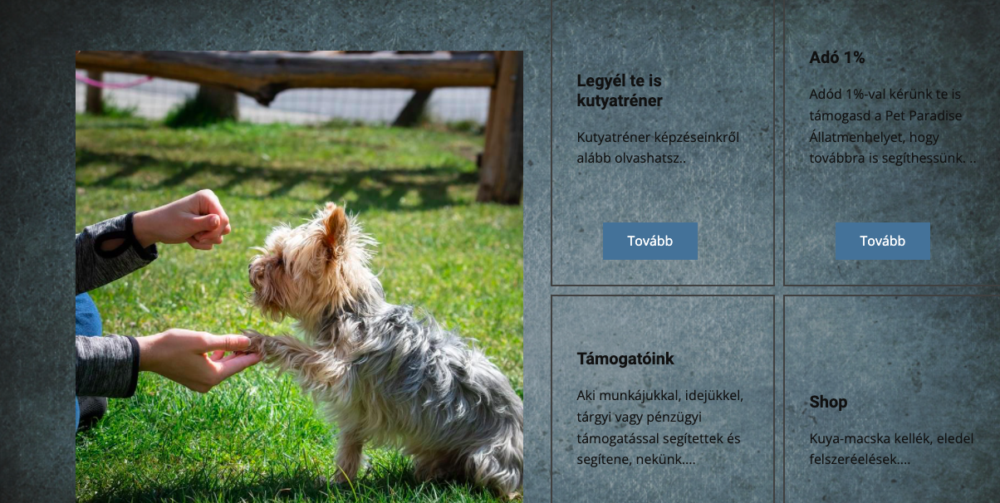 Legyél te is
kutyatréner
Kutyatréner képzéseinkről
alább olvashatsz..
Tovább
Adó 1%
Adód 1%-val kérünk te is
támogasd a Pet Paradise
Állatmenhelyet, hogy
továbbra is segíthessünk. ..
Tovább
Támogatóink
Aki munkájukkal, idejükkel,
tárgyi vagy pénzügyi
támogatással segítettek és
segítene, nekünk....
Shop
Kuya-macska kellék, eledel
felszeréelések....